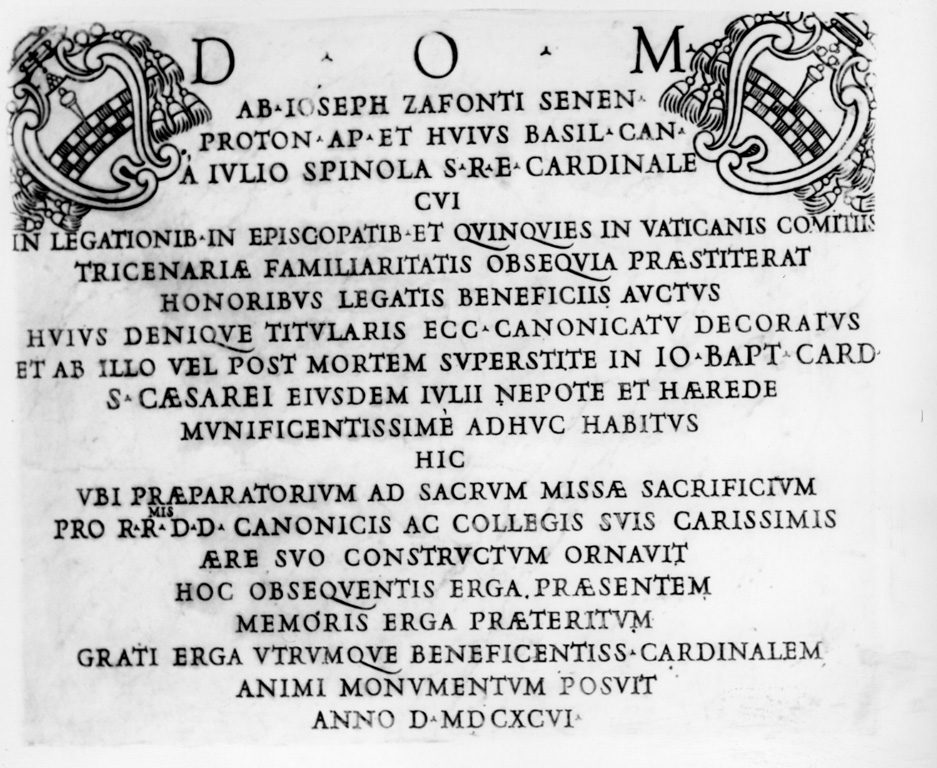 D · O · M
AB·IOSEPH ZAFONTI SENEN·
PROTON·AP·ET HVIVS BASIL·CAN·
A IVLIO SPINOLA S·R·E·CARDINALE
CVI
IN LEGATIONIB·IN EPISCOPATIB·ET QVINQVIES IN VATICANIS COMITIIS
TRICENARIÆ FAMILIARITATIS OBSEQVIA PRÆSTITERAT
HONORIBVS LEGATIS BENEFICIIS AVCTVS
HVIVS DENIQVE TITVLARIS ECC·CANONICATV DECORATVS
ET AB ILLO VEL POST MORTEM SVPERSTITE IN IO·BAPT·CARD·
S·CÆSAREI EIVSDEM IVLII NEPOTE ET HÆREDE
MVNIFICENTISSIMÈ ADHVC HABITVS
HIC
VBI PRÆPARATORIVM AD SACRVM MISSÆ SACRIFICIVM
PRO R·R·MIS D·D· CANONICIS AC COLLEGIS SVIS CARISSIMIS
ÆRE SVO CONSTRVCTVM ORNAVIT
HOC OBSEQVENTIS ERGA PRÆSENTEM
MEMORIS ERGA PRÆTERITVM
GRATI ERGA VTRVMQVE BENEFICENTISS·CARDINALEM
ANIMI MONVMENTVM POSVIT
ANNO D·MDCXCVI·